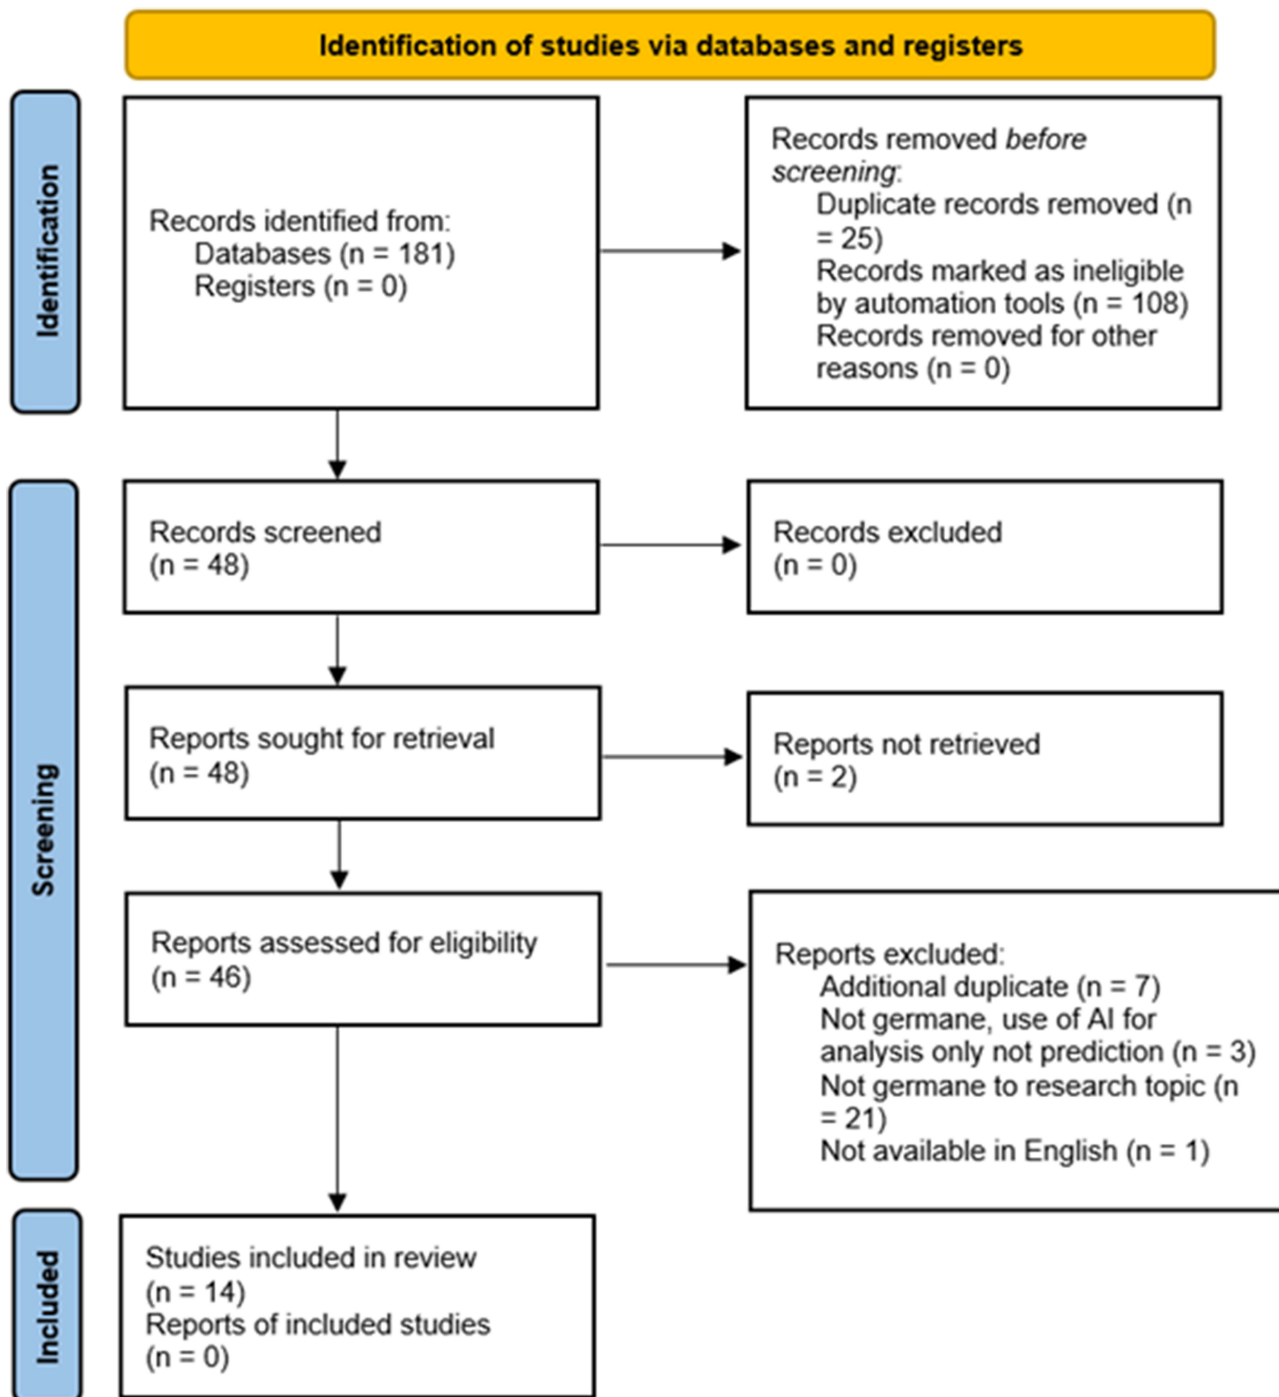 Identification of studies via databases and registers
Identification
Records identified from:
Databases (n = 181)
Registers (n = 0)
Records removed before
screening:
Duplicate records removed (n
= 25)
Records marked as ineligible
by automation tools (n = 108)
Records removed for other
reasons (n = 0)
Screening
Records screened
(n = 48)
Records excluded
(n = 0)
Reports sought for retrieval
(n = 48)
Reports not retrieved
(n = 2)
Reports assessed for eligibility
(n = 46)
Reports excluded:
Additional duplicate (n = 7)
Not germane, use of AI for
analysis only not prediction (n = 3)
Not germane to research topic (n
= 21)
Not available in English (n = 1)
Included
Studies included in review
(n = 14)
Reports of included studies
(n = 0)